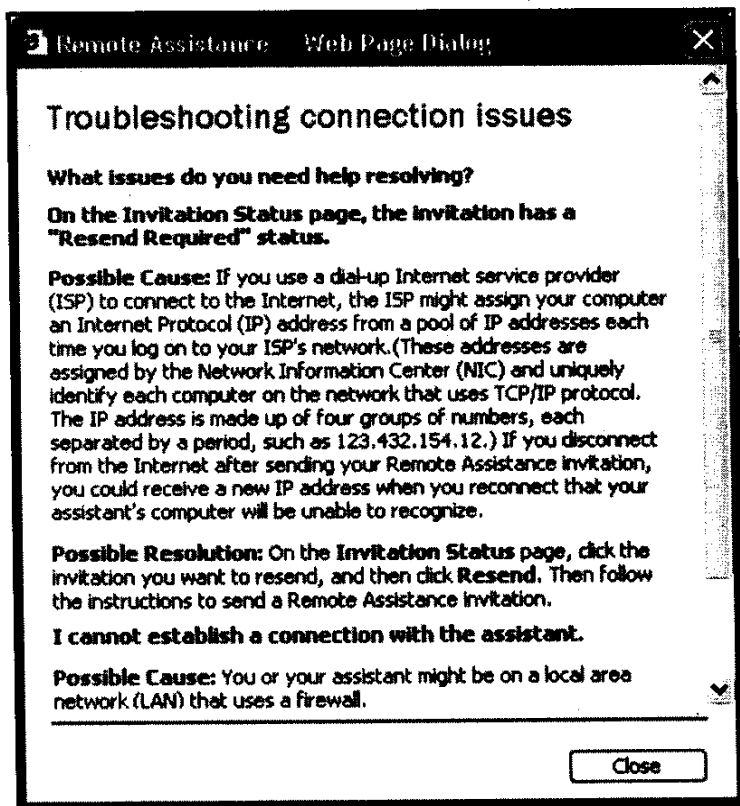 Remote Assistance -- Web Page Dialog
Troubleshooting connection issues
What issues do you need help resolving?
On the Invitation Status page, the invitation has a
"Resend Required" status.
Possible Cause: If you use a dial-up Internet service provider
(ISP) to connect to the Internet, the ISP might assign your computer
an Internet Protocol (IP) address from a pool of IP addresses each
time you log on to your ISP's network.(These addresses are
assigned by the Network Information Center (NIC) and uniquely
identify each computer on the network that uses TCP/IP protocol.
The IP address is made up of four groups of numbers, each
separated by a period, such as 123.432.154.12.) If you disconnect
from the Internet after sending your Remote Assistance invitation,
you could receive a new IP address when you reconnect that your
assistant's computer will be unable to recognize.
Possible Resolution: On the Invitation Status page, click the
invitation you want to resend, and then click Resend. Then follow
the instructions to send a Remote Assistance invitation.
I cannot establish a connection with the assistant.
Possible Cause: You or your assistant might be on a local area
network (LAN) that uses a firewall.
Close